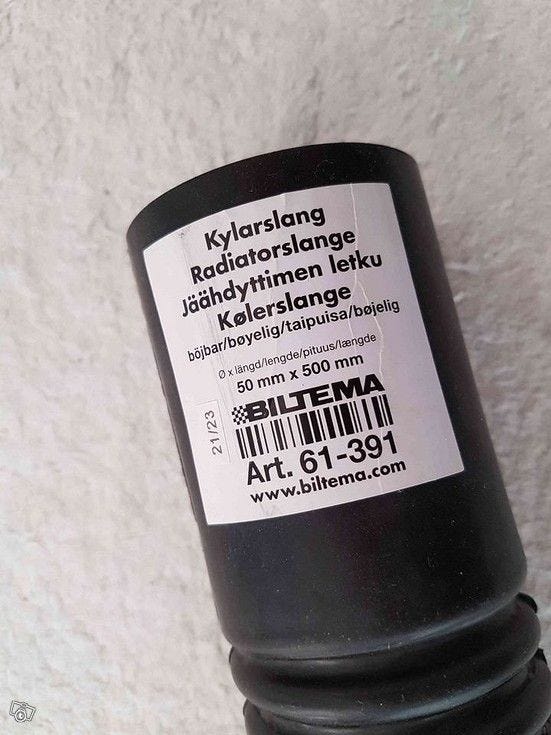 Kylarslang
Radiatorslange
Jäähdyttimen letku
Kølerslange
böjbar/bøyelig/taipuisa/bøjelig
Ø x längd/lengde/pituus/længde
50 mm x 500 mm
BILTEMA
21/23
Art. 61-391
www.biltema.com